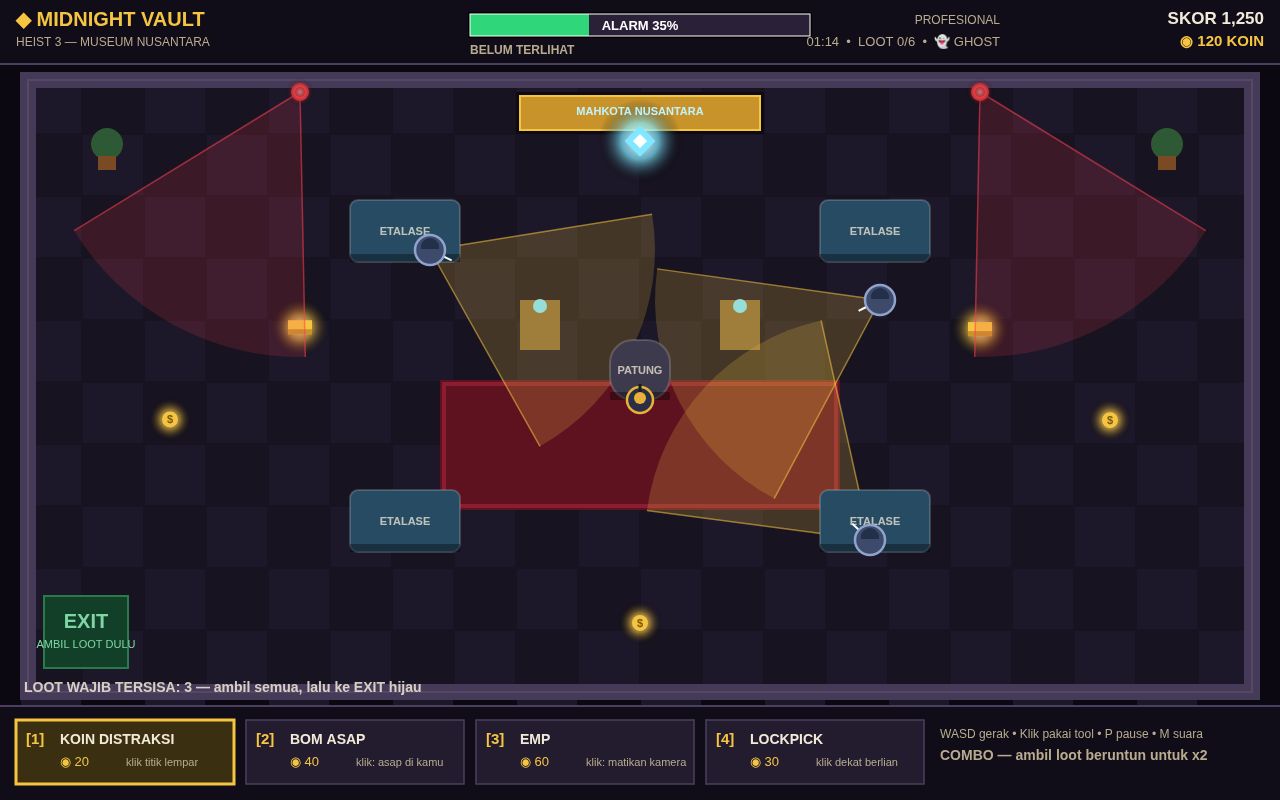 ◆ MIDNIGHT VAULT
HEIST 3 — MUSEUM NUSANTARA
ALARM 35%
BELUM TERLIHAT
PROFESIONAL
01:14 • LOOT 0/6 • 👻 GHOST
SKOR 1,250
◉ 120 KOIN
MAHKOTA NUSANTARA
ETALASE
ETALASE
PATUNG
$
$
ETALASE
ETALASE
EXIT
AMBIL LOOT DULU
$
LOOT WAJIB TERSISA: 3 — ambil semua, lalu ke EXIT hijau
[1] KOIN DISTRAKSI
◉ 20 klik titik lempar
[2] BOM ASAP
◉ 40 klik: asap di kamu
[3] EMP
◉ 60 klik: matikan kamera
[4] LOCKPICK
◉ 30 klik dekat berlian
WASD gerak • Klik pakai tool • P pause • M suara
COMBO — ambil loot beruntun untuk x2